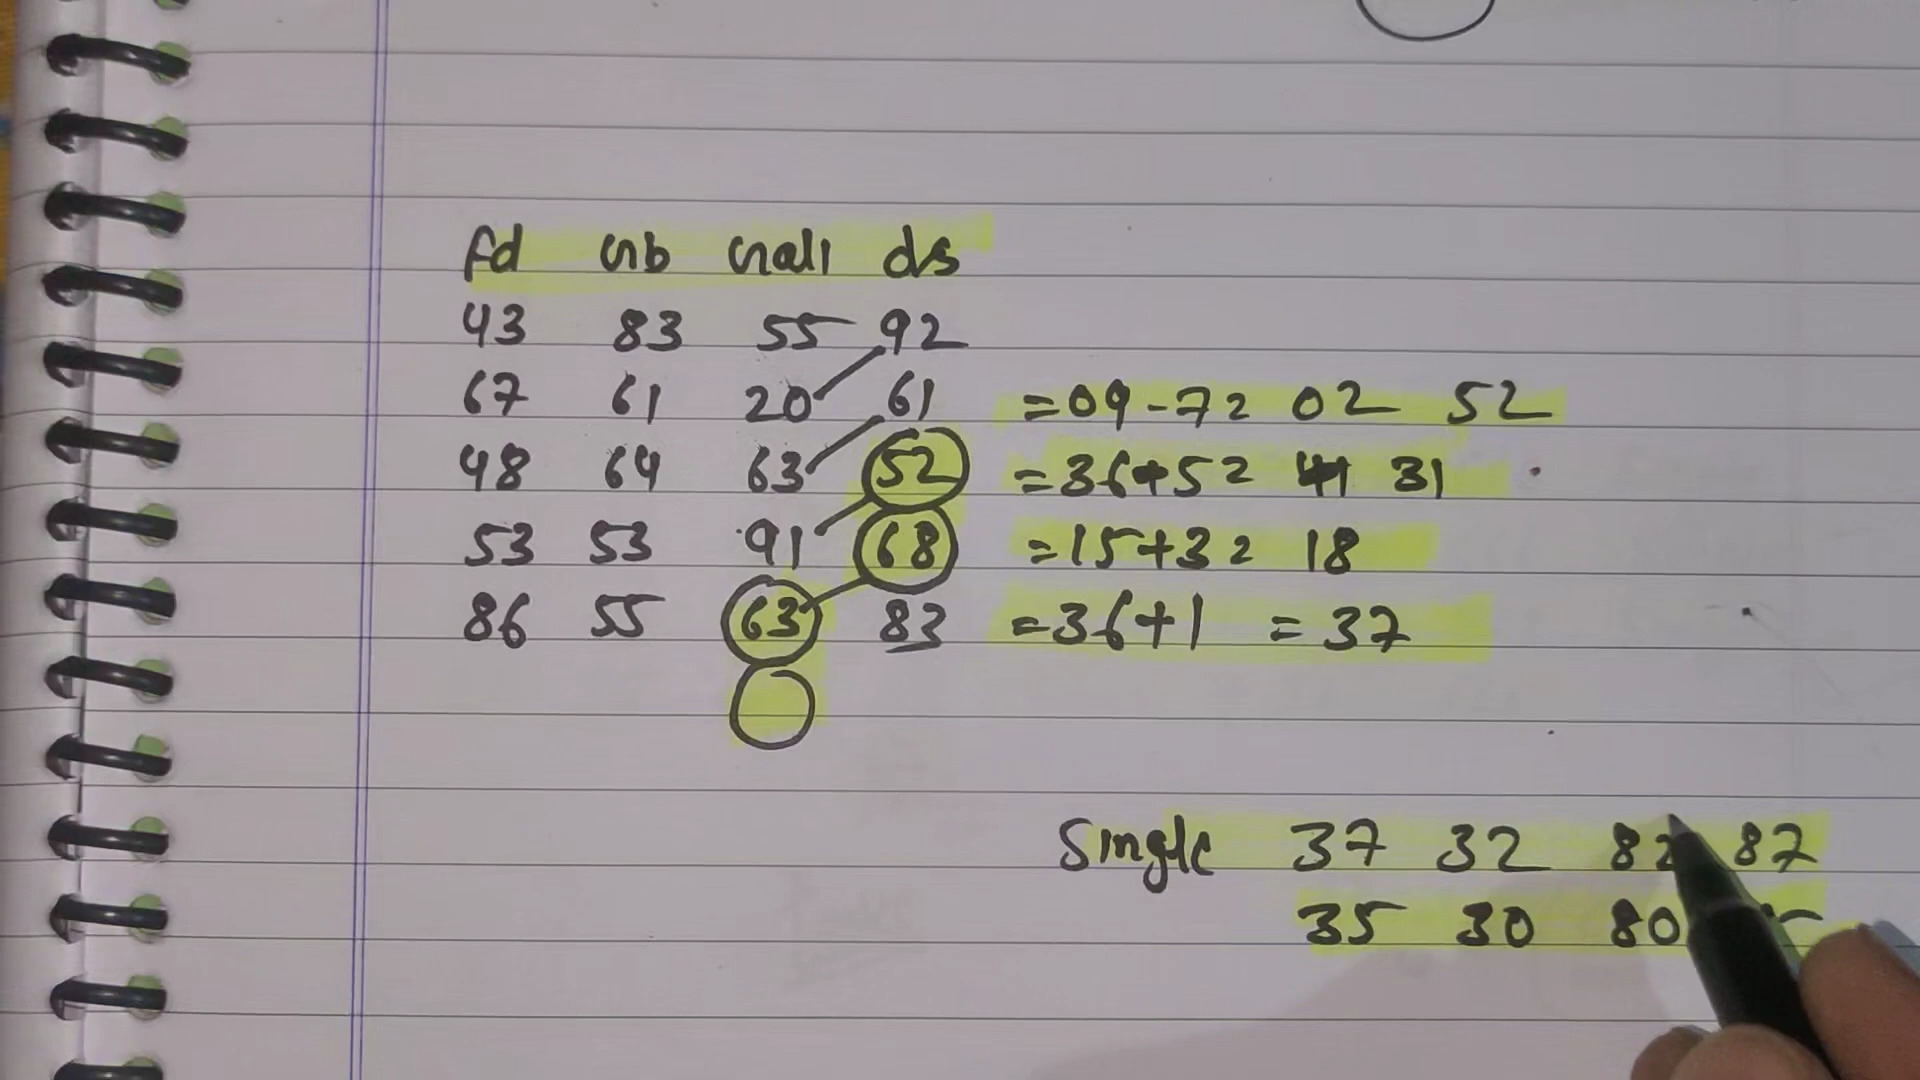 fd gb gali ds
43 83 55 92
67 61 20 61 =09-72 02 52
48 64 63 52 =36+52 41 31
53 53 91 68 =15+32 18
86 55 63 83 =36+1 =37
Single 37 32 82 87
35 30 80